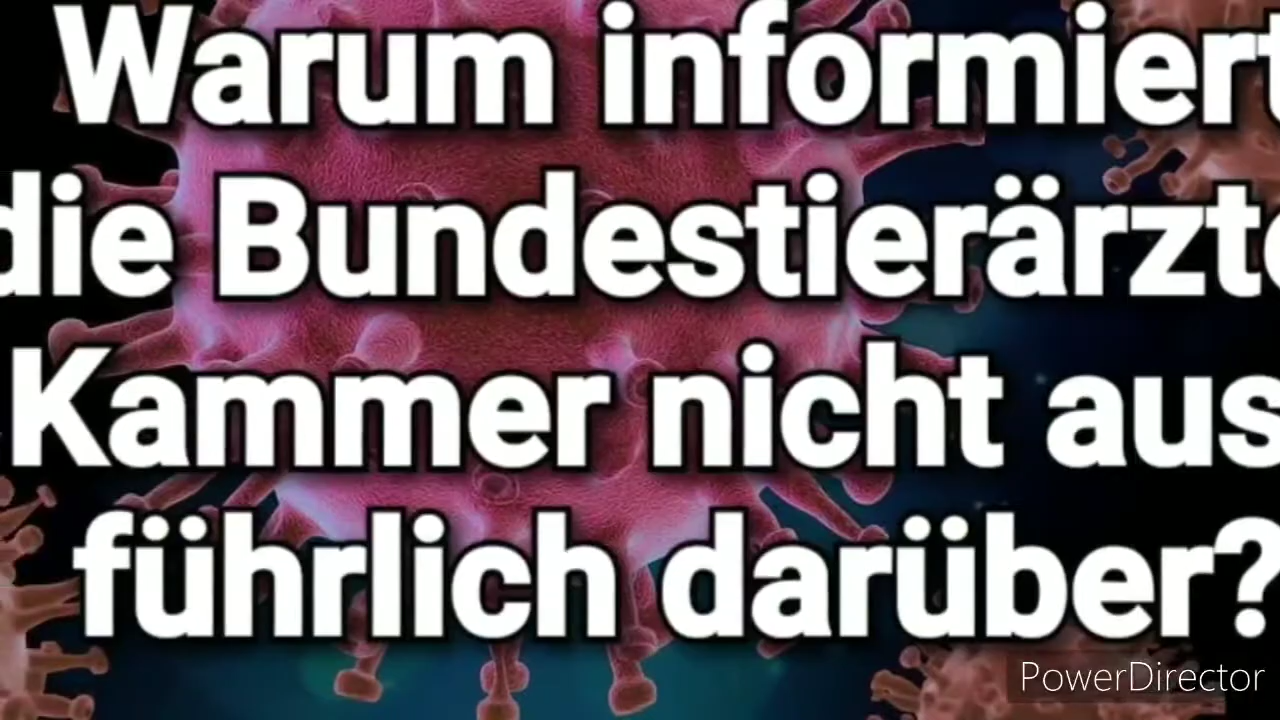 Warum informiert
die Bundestierärzte
Kammer nicht aus
führlich darüber?
PowerDirector